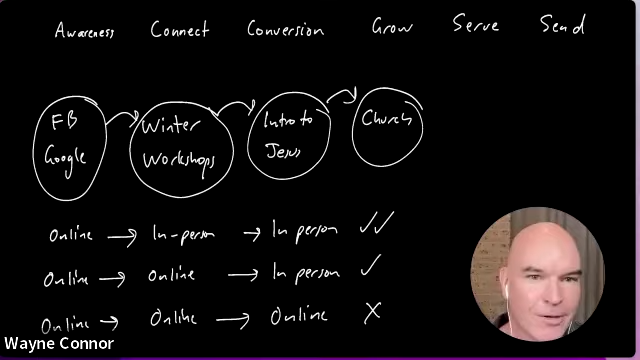 Awareness Connect Conversion Grow Serve Send
FB
Google
Winter
Workshops
Intro to
Jesus
Church
Online → In-person → In person ✓✓
Online → Online → In person ✓
Online → Online → Online X
Wayne Connor